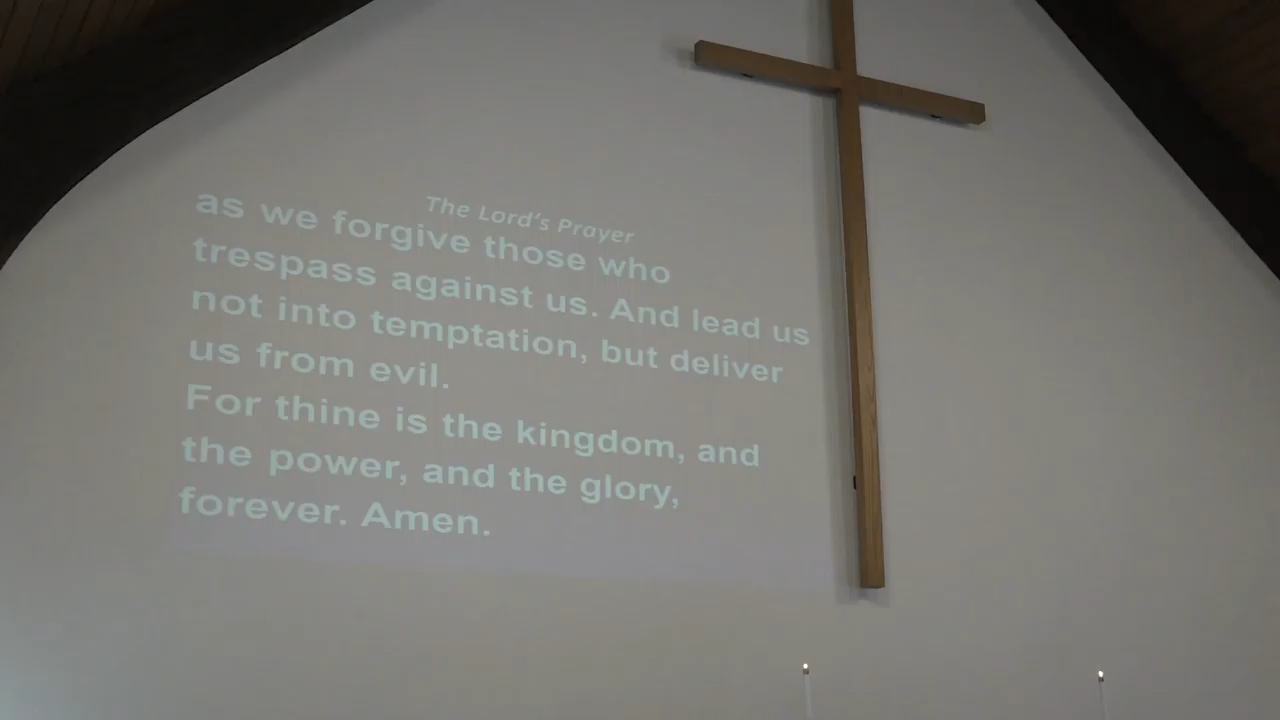 The Lord's Prayer
as we forgive those who
trespass against us. And lead us
not into temptation, but deliver
us from evil.
For thine is the kingdom, and
the power, and the glory,
forever. Amen.